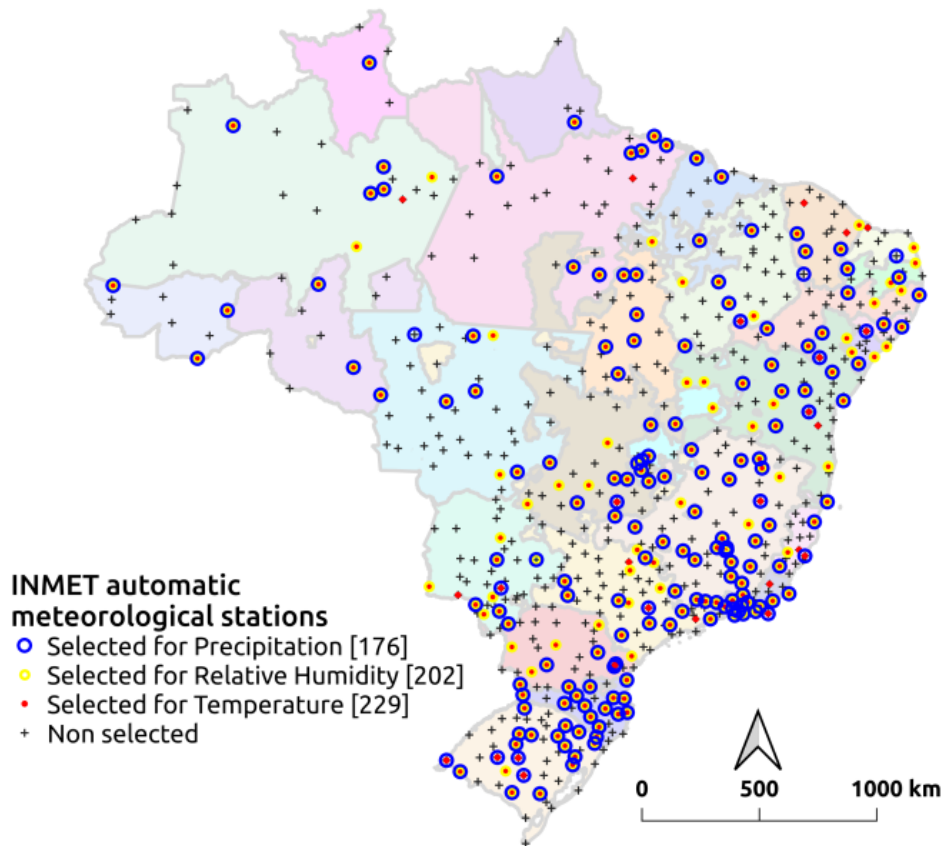 INMET automatic
meteorological stations
Selected for Precipitation [176]
Selected for Relative Humidity [202]
Selected for Temperature [229]
Non selected
0 500 1000 km